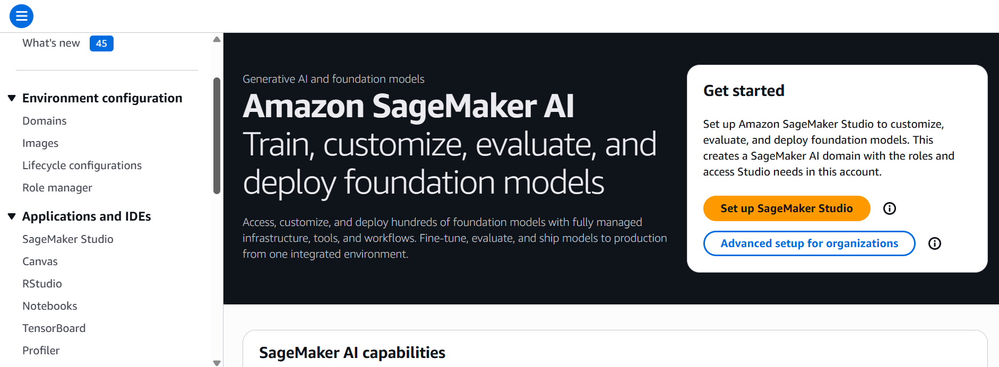 What's new 45
Environment configuration
Domains
Images
Lifecycle configurations
Role manager
Applications and IDEs
SageMaker Studio
Canvas
RStudio
Notebooks
TensorBoard
Profiler
Generative AI and foundation models
Amazon SageMaker AI
Train, customize, evaluate, and
deploy foundation models
Access, customize, and deploy hundreds of foundation models with fully managed
infrastructure, tools, and workflows. Fine-tune, evaluate, and ship models to production
from one integrated environment.
Get started
Set up Amazon SageMaker Studio to customize,
evaluate, and deploy foundation models. This
creates a SageMaker AI domain with the roles and
access Studio needs in this account.
Set up SageMaker Studio
Advanced setup for organizations
SageMaker AI capabilities